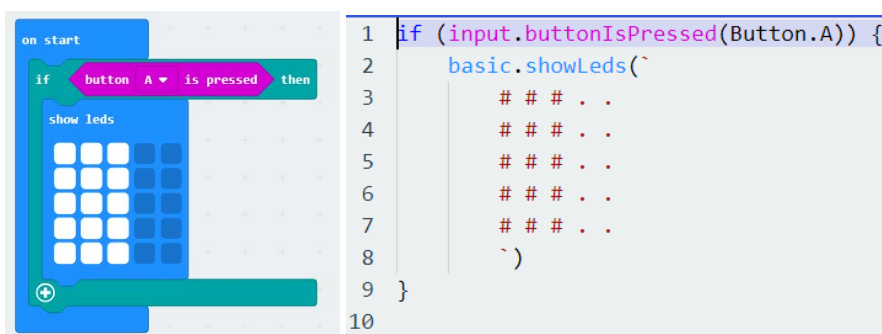 on start
if button A is pressed then
show leds
1 if (input.buttonIsPressed(Button.A)) {
2 basic.showLeds(`
3 # # # . .
4 # # # . .
5 # # # . .
6 # # # . .
7 # # # . .
8 `)
9 }
10